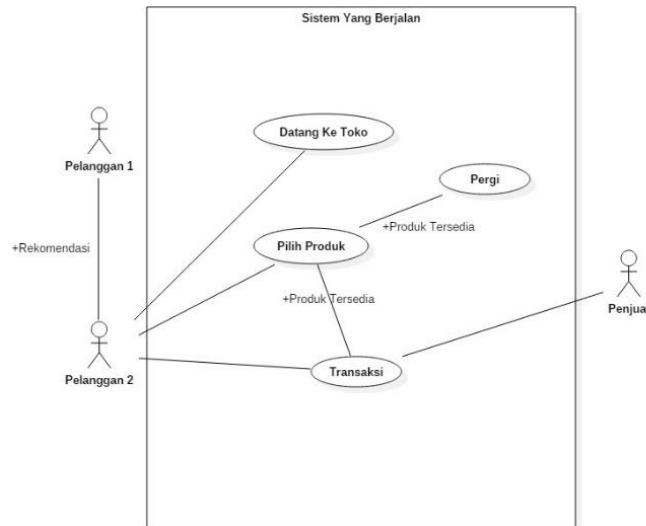 Sistem Yang Berjalan
Datang Ke Toko
Pelanggan 1
Pergi
+Produk Tersedia
+Rekomendasi
Pilih Produk
+Produk Tersedia
Penjua
Transaksi
Pelanggan 2